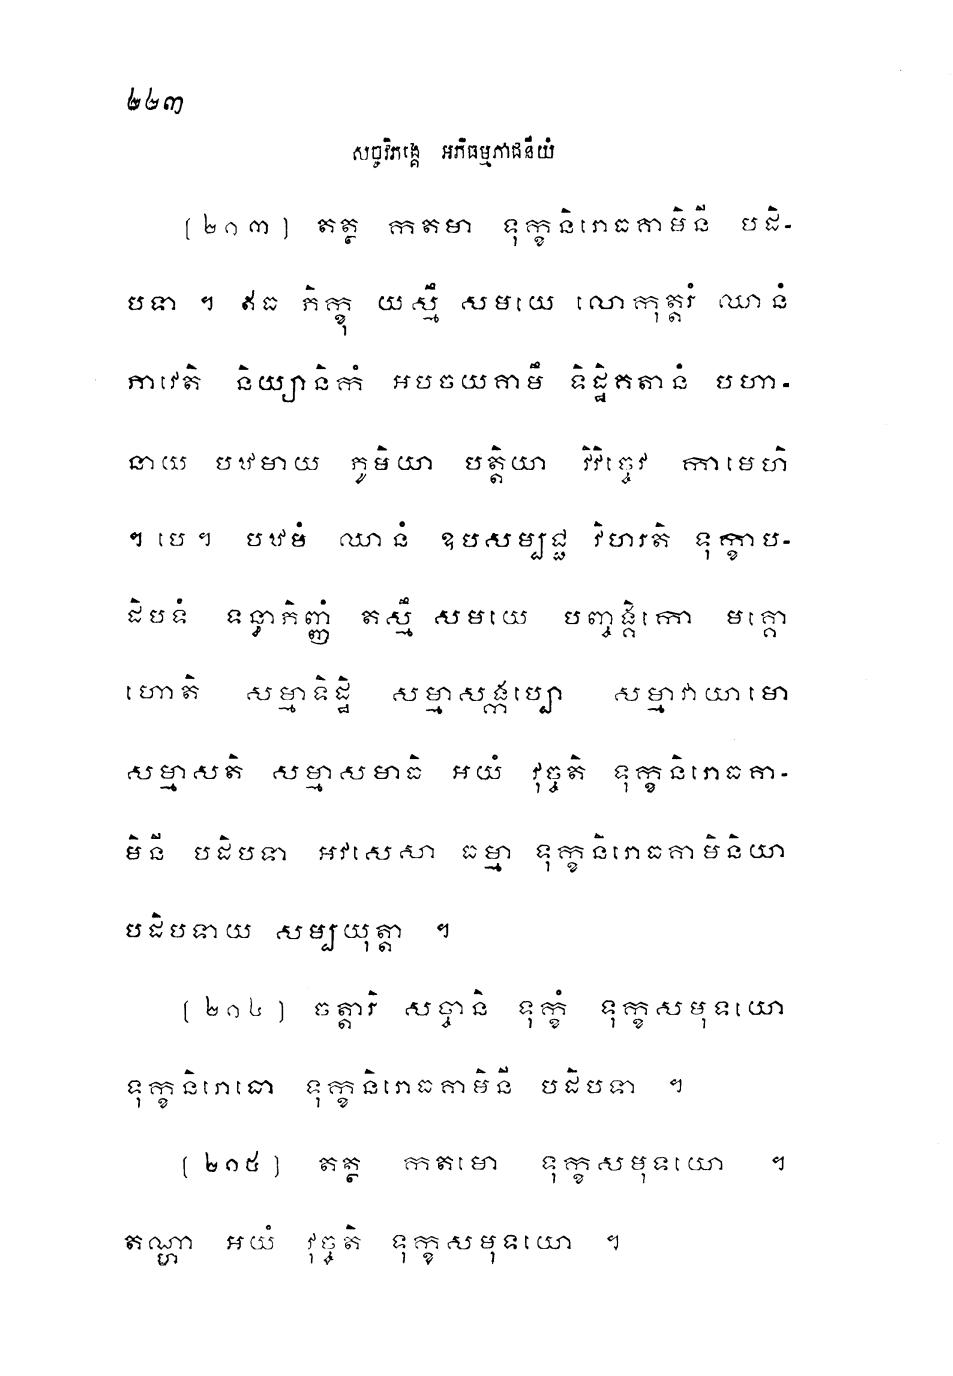 ២២៣
សច្ចវិភង្គេ អភិធម្មភាជនីយំ
(២១៣) តត្ថ កតមា ទុក្ខនិរោធគាមិនី បដិ-
បទា ។ ឥធ ភិក្ខុ យស្មឹ សមយេ លោកុត្តរំ ឈានំ
ភាវេតិ និយ្យានិកំ អបចយគាមឹ ទិដ្ឋិគតានំ បហា-
នាយ បឋមាយ ភូមិយា បត្តិយា វិវិច្ចេវ កាមេហិ
។ បេ ។ បឋមំ ឈានំ ឧបសម្បជ្ជ វិហរតិ ទុក្ខាប-
ដិបទំ ទន្ធាភិញ្ញំ តស្មឹ សមយេ បញ្ចង្គិកោ មគ្គោ
ហោតិ សម្មាទិដ្ឋិ សម្មាសង្កប្បោ សម្មាវាយាមោ
សម្មាសតិ សម្មាសមាធិ អយំ វុច្ចតិ ទុក្ខនិរោធគា-
មិនី បដិបទា អវសេសា ធម្មា ទុក្ខនិរោធគាមិនិយា
បដិបទាយ សម្បយុត្តា ។
(២១៤) ចត្តារិ សច្ចានិ ទុក្ខំ ទុក្ខសមុទយោ
ទុក្ខនិរោធោ ទុក្ខនិរោធគាមិនី បដិបទា ។
(២១៥) តត្ថ កតមោ ទុក្ខសមុទយោ ។
តណ្ហា អយំ វុច្ចតិ ទុក្ខសមុទយោ ។